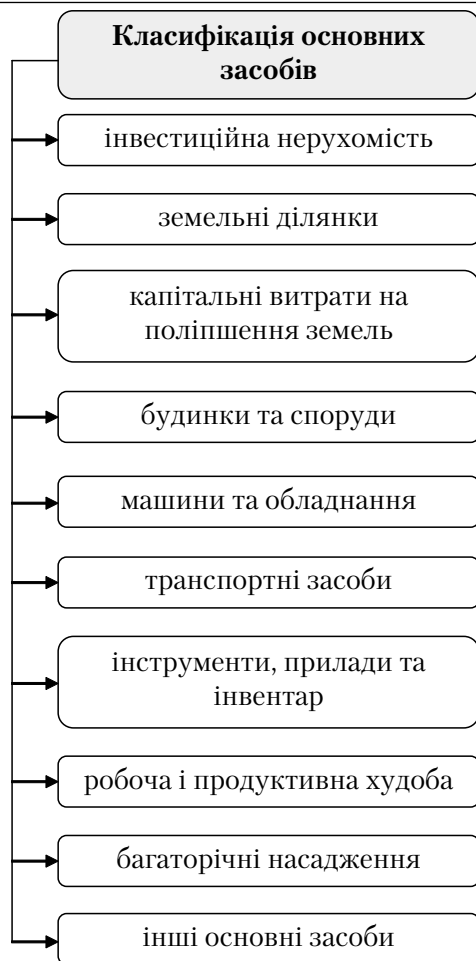 Класифікація основних
засобів
інвестиційна нерухомість
земельні ділянки
капітальні витрати на
поліпшення земель
будинки та споруди
машини та обладнання
транспортні засоби
інструменти, прилади та
інвентар
робоча і продуктивна худоба
багаторічні насадження
інші основні засоби